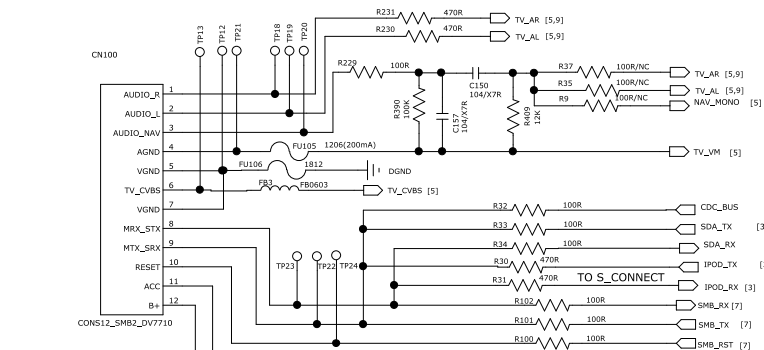 R231 470R TV_AR [5,9]
R230 470R TV_AL [5,9]
TP13 TP12 TP21 TP18 TP19 TP20
CN100
R229 100R
C150
104/X7R
R37 100R/NC TV_AR [5,9]
R35 100R/NC TV_AL [5,9]
R9 100R/NC NAV_MONO [5]
AUDIO_R 1
AUDIO_L 2
AUDIO_NAV 3
R390
100K
C157
104/X7R
R409
12K
AGND 4 FU105 1206(200mA) TV_VM [5]
VGND 5 FU106 1812 DGND
TV_CVBS 6 FB3 FB0603 TV_CVBS [5]
VGND 7
R32 100R CDC_BUS
MRX_STX 8
R33 100R SDA_TX [3
MTX_SRX 9
R34 100R SDA_RX
RESET 10
TP23 TP22 TP24
R30 470R IPOD_TX [
TO S_CONNECT
ACC 11
R31 470R IPOD_RX [3]
B+ 12
R102 100R SMB_RX [7]
CONS12_SMB2_DV7710
R101 100R SMB_TX [7]
R100 100R SMB_RST [7]